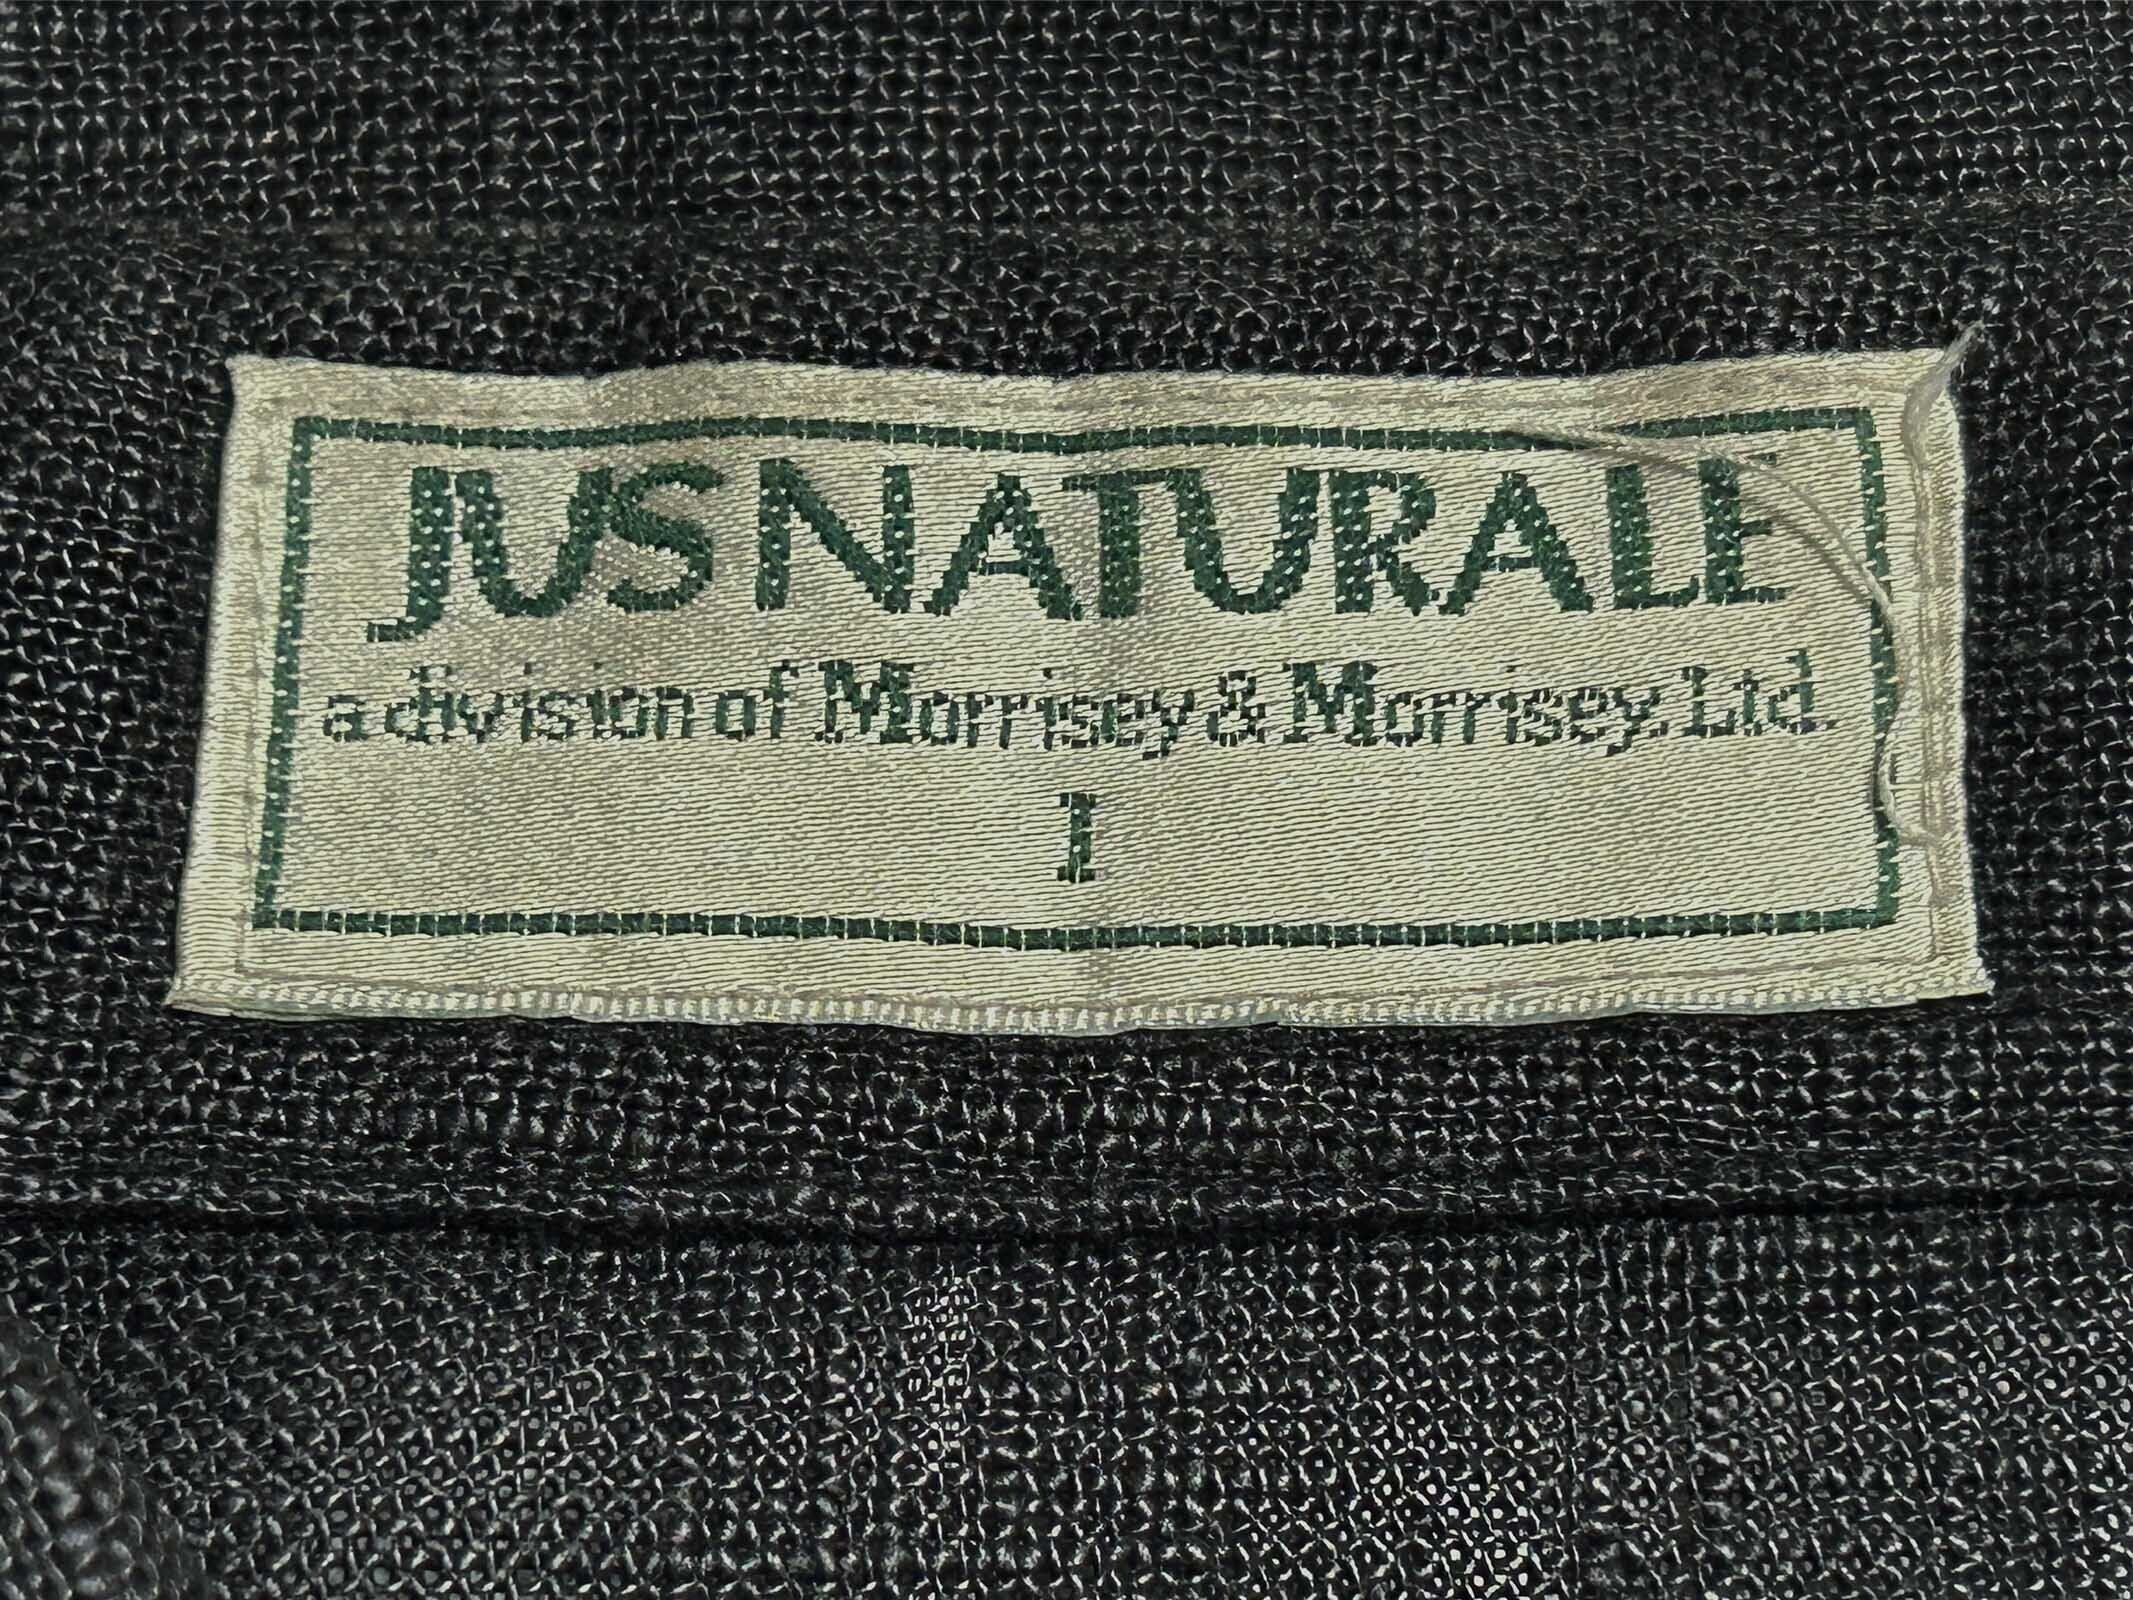 JUS NATURALE
a division of Morrisey & Morrisey. Ltd.
1